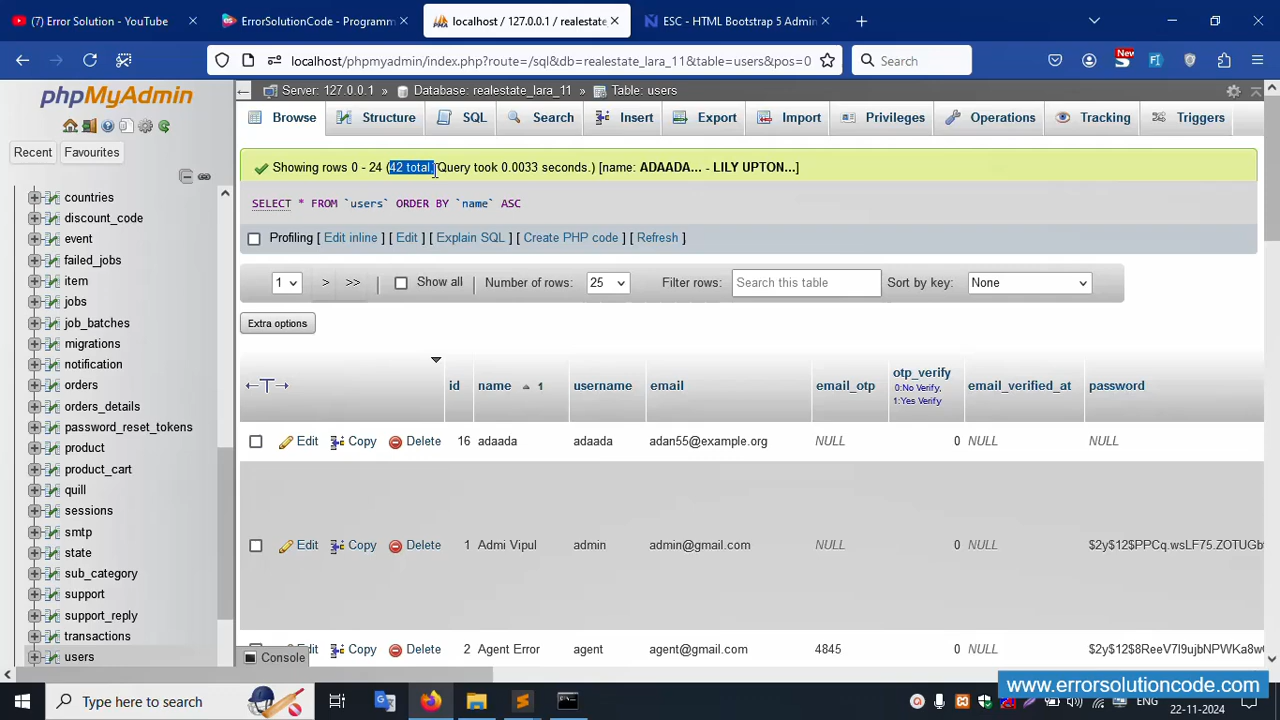 Error Solution - YouTube
ErrorSolutionCode - Programm
localhost / 127.0.0.1 / realestate
ESC - HTML Bootstrap 5 Admin
localhost/phpmyadmin/index.php?route=/sql&db=realestate_lara_11&table=users&pos=0
Search
New
phpMyAdmin
Recent
Favourites
countries
discount_code
event
failed_jobs
item
jobs
job_batches
migrations
notification
orders
orders_details
password_reset_tokens
product
product_cart
quill
sessions
smtp
state
sub_category
support
support_reply
transactions
users
Server: 127.0.0.1 » Database: realestate_lara_11 » Table: users
Browse
Structure
SQL
Search
Insert
Export
Import
Privileges
Operations
Tracking
Triggers
Showing rows 0 - 24 (42 total, Query took 0.0033 seconds.) [name: ADAADA... - LILY UPTON...]
SELECT * FROM `users` ORDER BY `name` ASC
Profiling [ Edit inline ] [ Edit ] [ Explain SQL ] [ Create PHP code ] [ Refresh ]
1 > >> Show all Number of rows: 25 Filter rows: Search this table Sort by key: None
Extra options
←T→ id name 1 username email email_otp otp_verify 0:No Verify, 1:Yes Verify email_verified_at password
Edit Copy Delete 16 adaada adaada adan55@example.org NULL 0 NULL NULL
Edit Copy Delete 1 Admi Vipul admin admin@gmail.com NULL 0 NULL $2y$12$PPCq.wsLF75.ZOTUGb
Edit Copy Delete 2 Agent Error agent agent@gmail.com 4845 0 NULL
Console
www.errorsolutioncode.com
Type here to search
22-11-2024